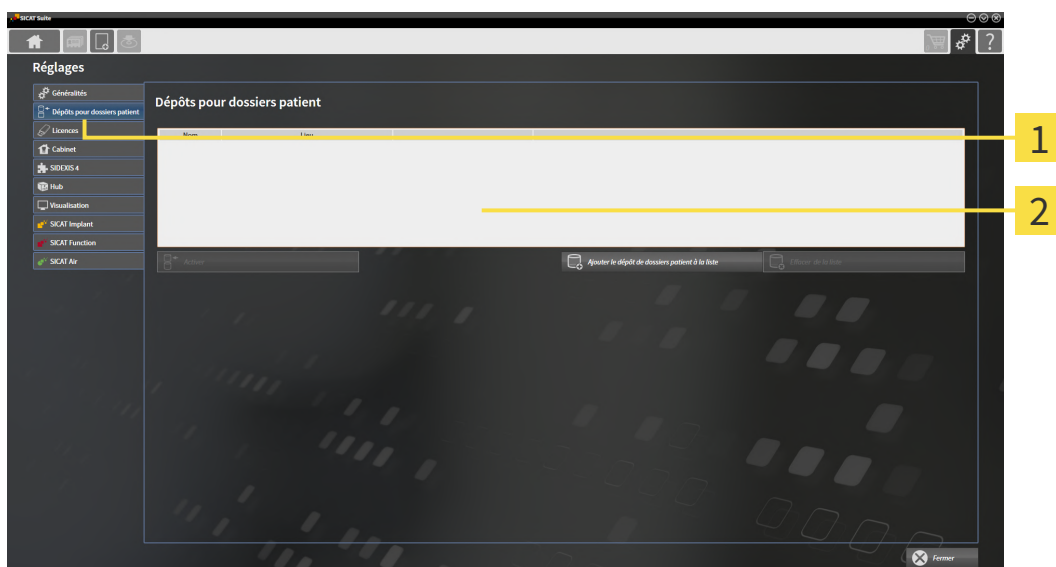 SICAT Suite
?
Réglages
Généralités
Dépôts pour dossiers patient
Licences
Cabinet
SIDEXIS 4
Hub
Visualisation
SICAT Implant
SICAT Function
SICAT Air
Dépôts pour dossiers patient
Nom Lieu
Activer
Ajouter le dépôt de dossiers patient à la liste
Effacer de la liste
Fermer
1
2